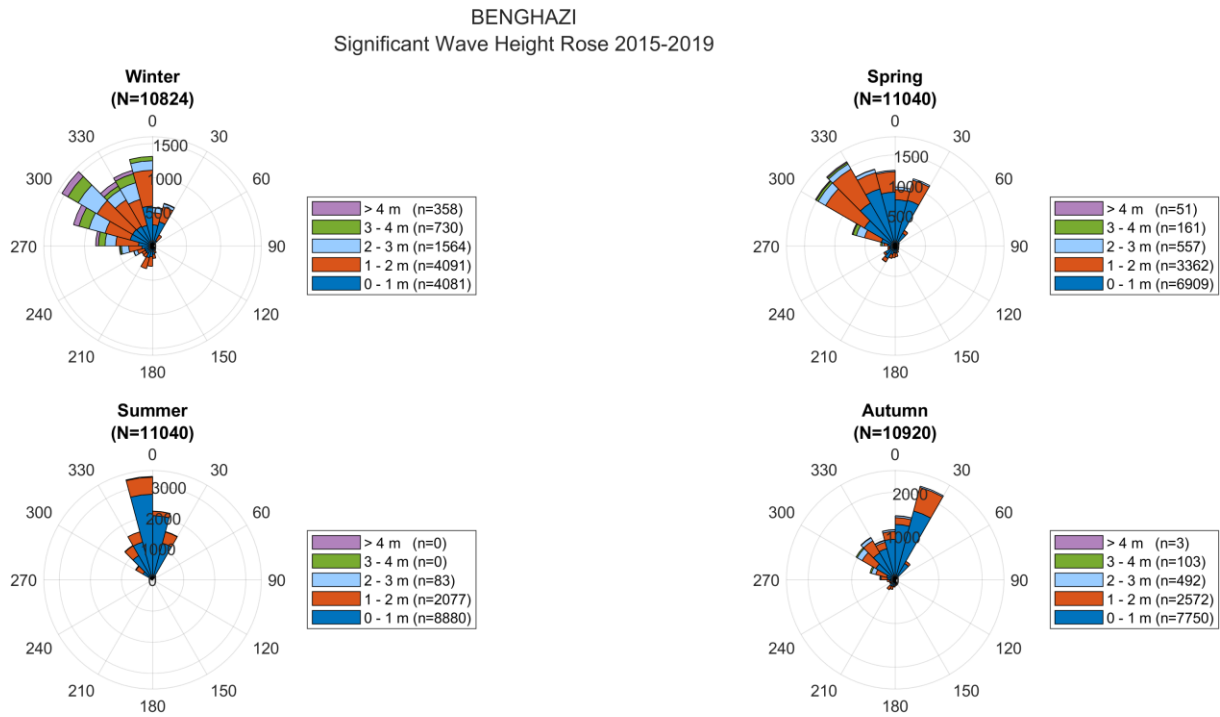 BENGHAZI
Significant Wave Height Rose 2015-2019
Winter
(N=10824)
0
30
60
90
120
150
180
210
240
270
300
330
500
1000
1500
> 4 m (n=358)
3 - 4 m (n=730)
2 - 3 m (n=1564)
1 - 2 m (n=4091)
0 - 1 m (n=4081)
Spring
(N=11040)
0
30
60
90
120
150
180
210
240
270
300
330
500
1000
1500
> 4 m (n=51)
3 - 4 m (n=161)
2 - 3 m (n=557)
1 - 2 m (n=3362)
0 - 1 m (n=6909)
Summer
(N=11040)
0
30
60
90
120
150
180
210
240
270
300
330
0
1000
2000
3000
> 4 m (n=0)
3 - 4 m (n=0)
2 - 3 m (n=83)
1 - 2 m (n=2077)
0 - 1 m (n=8880)
Autumn
(N=10920)
0
30
60
90
120
150
180
210
240
270
300
330
1000
2000
> 4 m (n=3)
3 - 4 m (n=103)
2 - 3 m (n=492)
1 - 2 m (n=2572)
0 - 1 m (n=7750)